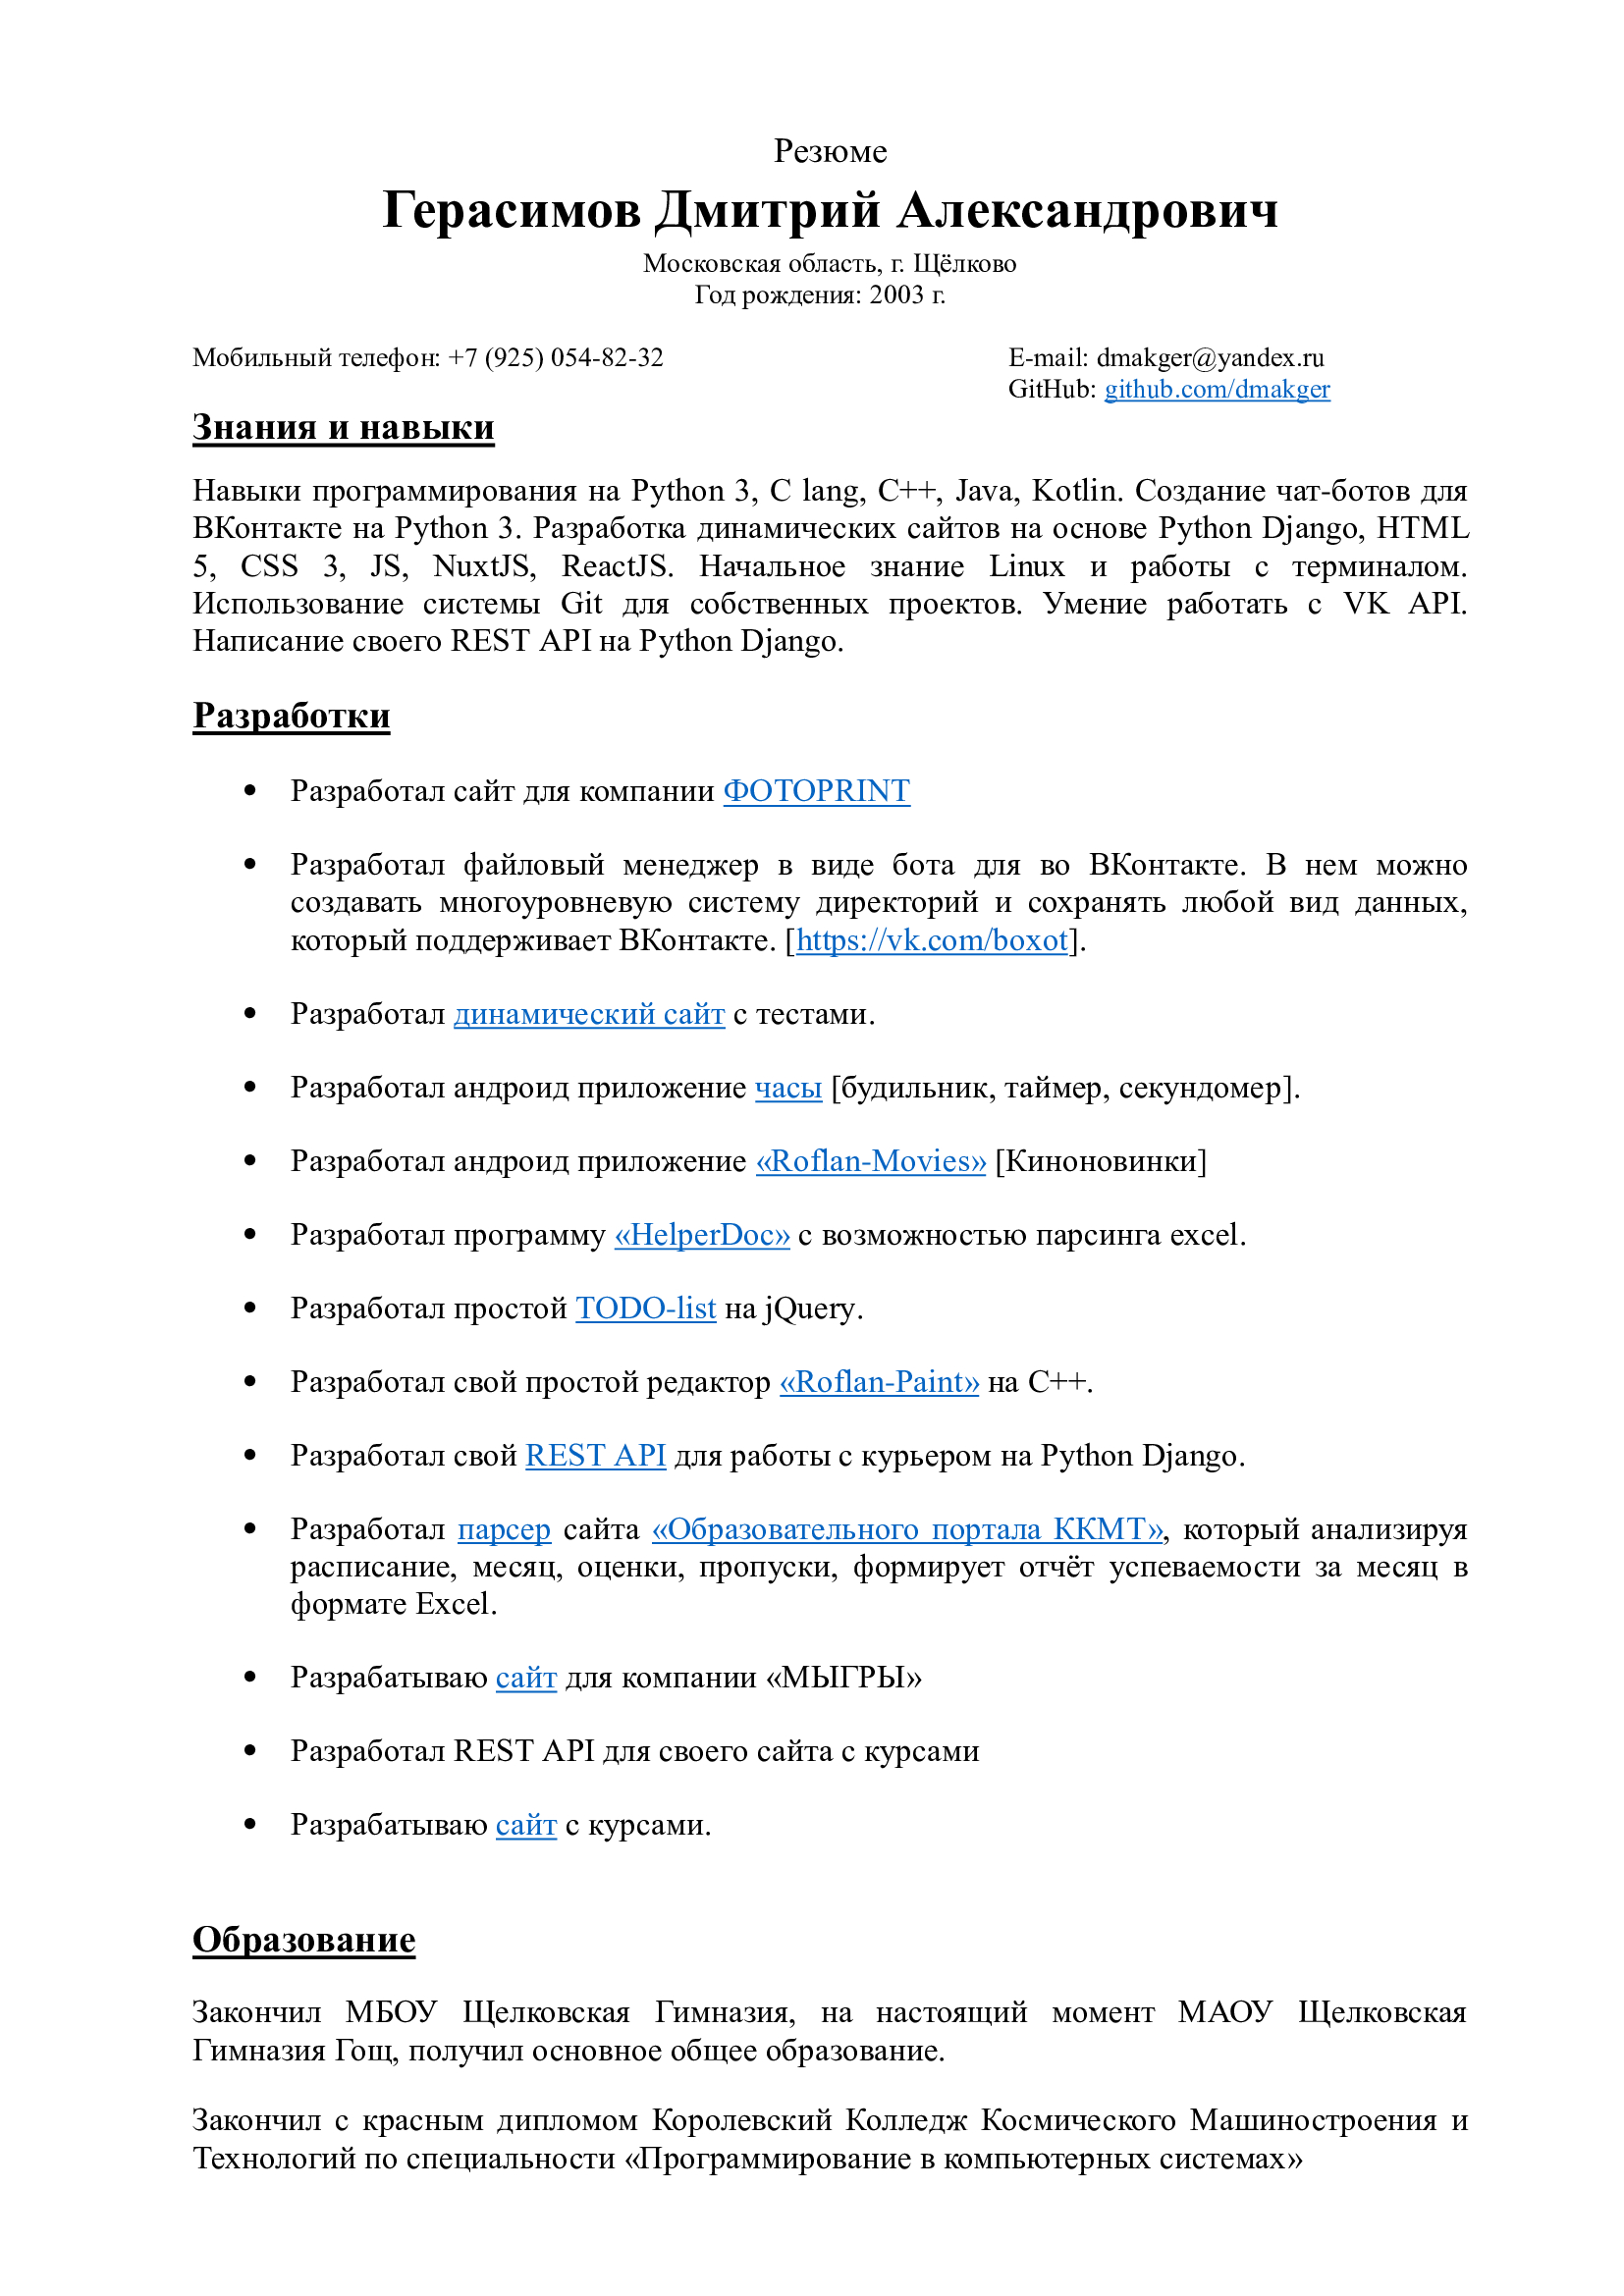 Резюме
Герасимов Дмитрий Александрович
Московская область, г. Щёлково
Год рождения: 2003 г.
Мобильный телефон: +7 (925) 054-82-32
E-mail: dmakger@yandex.ru
GitHub: github.com/dmakger
Знания и навыки
Навыки программирования на Python 3, C lang, C++, Java, Kotlin. Создание чат-ботов для
ВКонтакте на Python 3. Разработка динамических сайтов на основе Python Django, HTML
5, CSS 3, JS, NuxtJS, ReactJS. Начальное знание Linux и работы с терминалом.
Использование системы Git для собственных проектов. Умение работать с VK API.
Написание своего REST API на Python Django.
Разработки
• Разработал сайт для компании ФОТОPRINT
• Разработал файловый менеджер в виде бота для во ВКонтакте. В нем можно
создавать многоуровневую систему директорий и сохранять любой вид данных,
который поддерживает ВКонтакте. [https://vk.com/boxot].
• Разработал динамический сайт с тестами.
• Разработал андроид приложение часы [будильник, таймер, секундомер].
• Разработал андроид приложение «Roflan-Movies» [Киноновинки]
• Разработал программу «HelperDoc» с возможностью парсинга excel.
• Разработал простой TODO-list на jQuery.
• Разработал свой простой редактор «Roflan-Paint» на C++.
• Разработал свой REST API для работы с курьером на Python Django.
• Разработал парсер сайта «Образовательного портала ККМТ», который анализируя
расписание, месяц, оценки, пропуски, формирует отчёт успеваемости за месяц в
формате Excel.
• Разрабатываю сайт для компании «МЫГРЫ»
• Разработал REST API для своего сайта с курсами
• Разрабатываю сайт с курсами.
Образование
Закончил МБОУ Щелковская Гимназия, на настоящий момент МАОУ Щелковская
Гимназия Гощ, получил основное общее образование.
Закончил с красным дипломом Королевский Колледж Космического Машиностроения и
Технологий по специальности «Программирование в компьютерных системах»